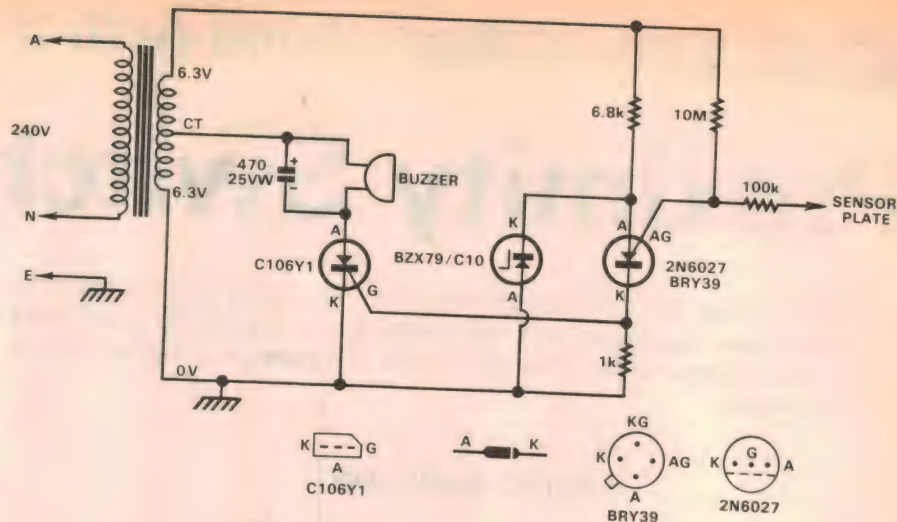 A
6.3V
6.8k
10M
240V
CT
470
25VW
+
-
BUZZER
100k
SENSOR
PLATE
K
A
AG
N
6.3V
A
C106Y1
G
K
BZX79/C10
A
2N6027
BRY39
K
E
1k
0V
K G
A
C106Y1
A K
KG
K AG
A
BRY39
G
K A
2N6027